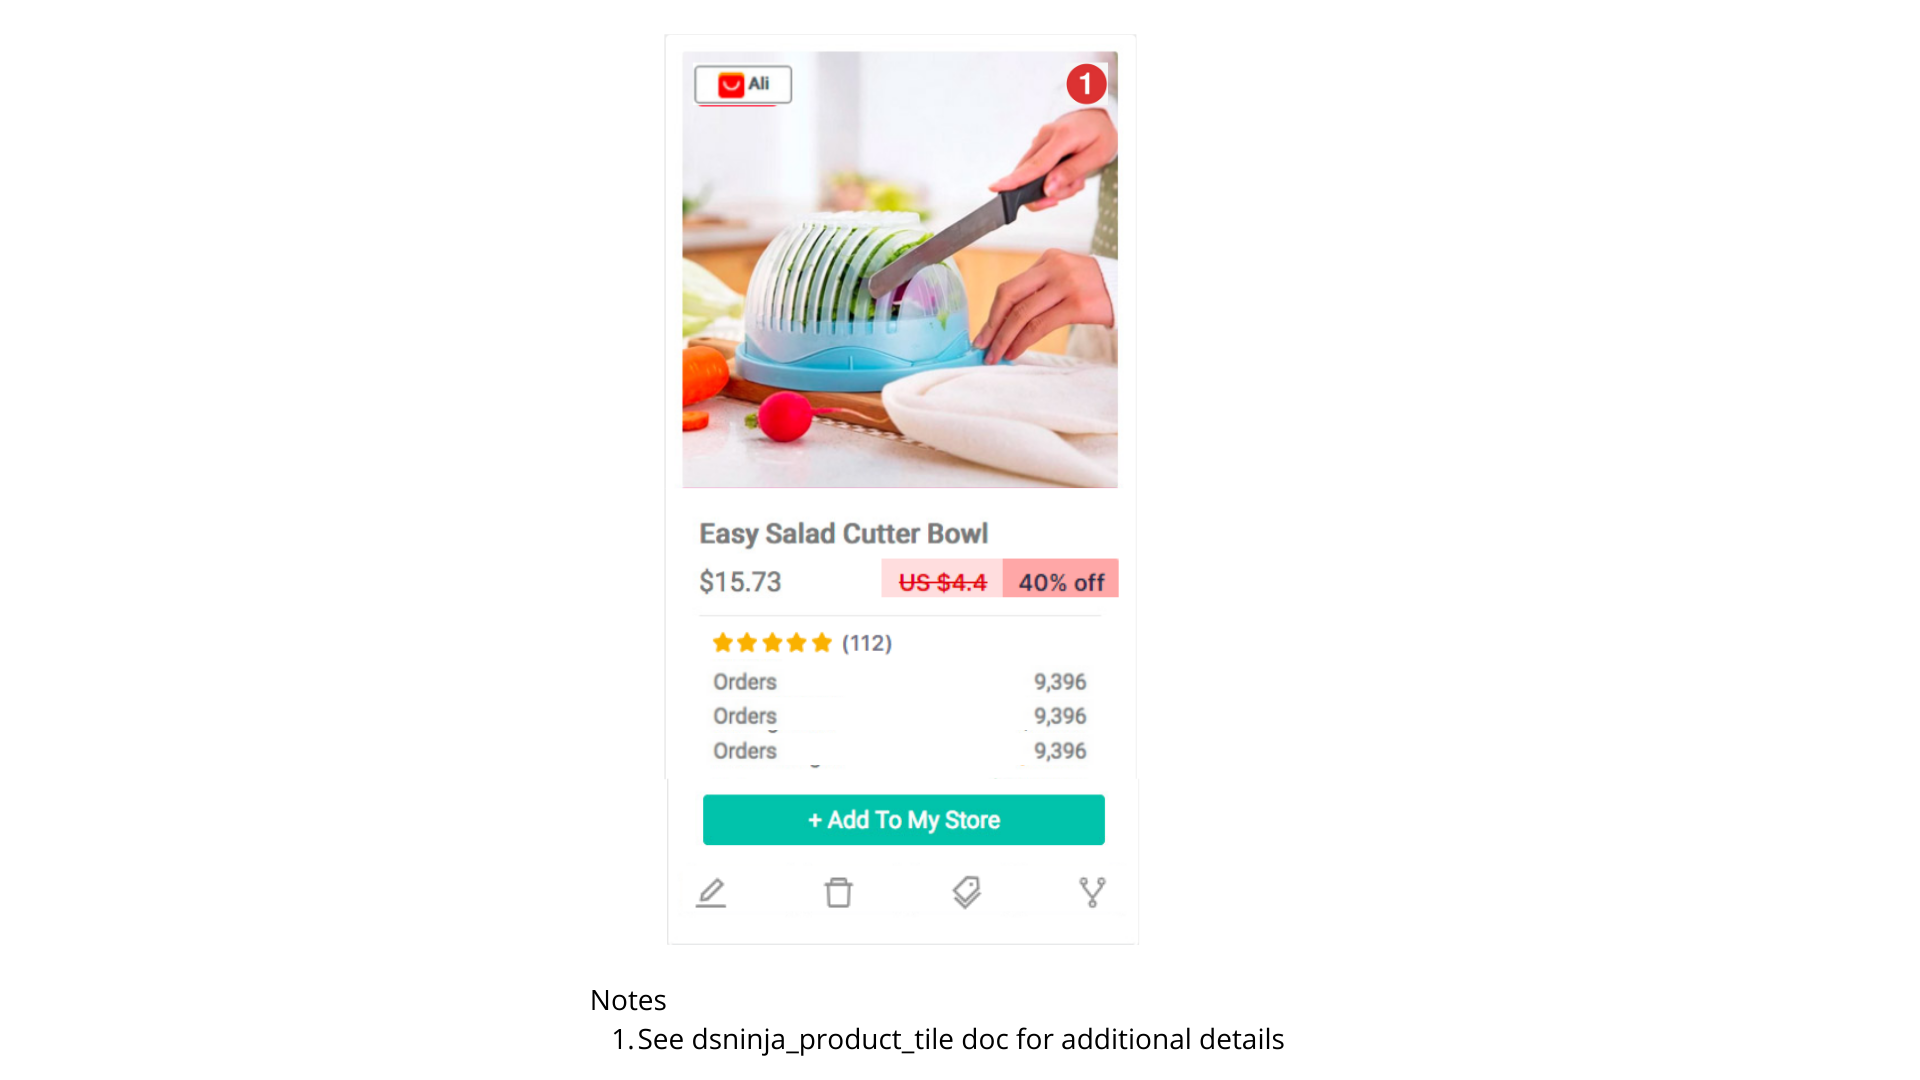 Ali
1
Easy Salad Cutter Bowl
$15.73 US $4.4 40% off
(112)
Orders 9,396
Orders 9,396
Orders 9,396
+ Add To My Store
Notes
1. See dsninja_product_tile doc for additional details